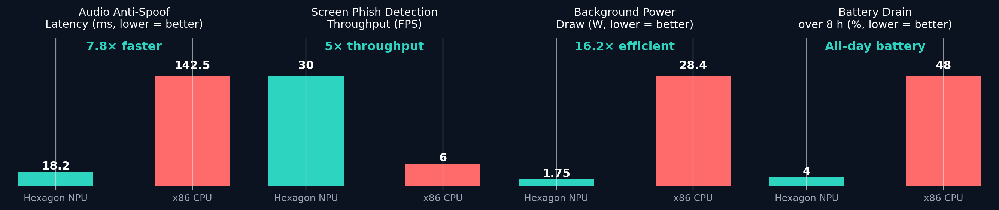 Audio Anti-Spoof
Latency (ms, lower = better)
7.8× faster
142.5
18.2
Hexagon NPU
x86 CPU
Screen Phish Detection
Throughput (FPS)
5× throughput
30
6
Hexagon NPU
x86 CPU
Background Power
Draw (W, lower = better)
16.2× efficient
28.4
1.75
Hexagon NPU
x86 CPU
Battery Drain
over 8 h (%, lower = better)
All-day battery
48
4
Hexagon NPU
x86 CPU